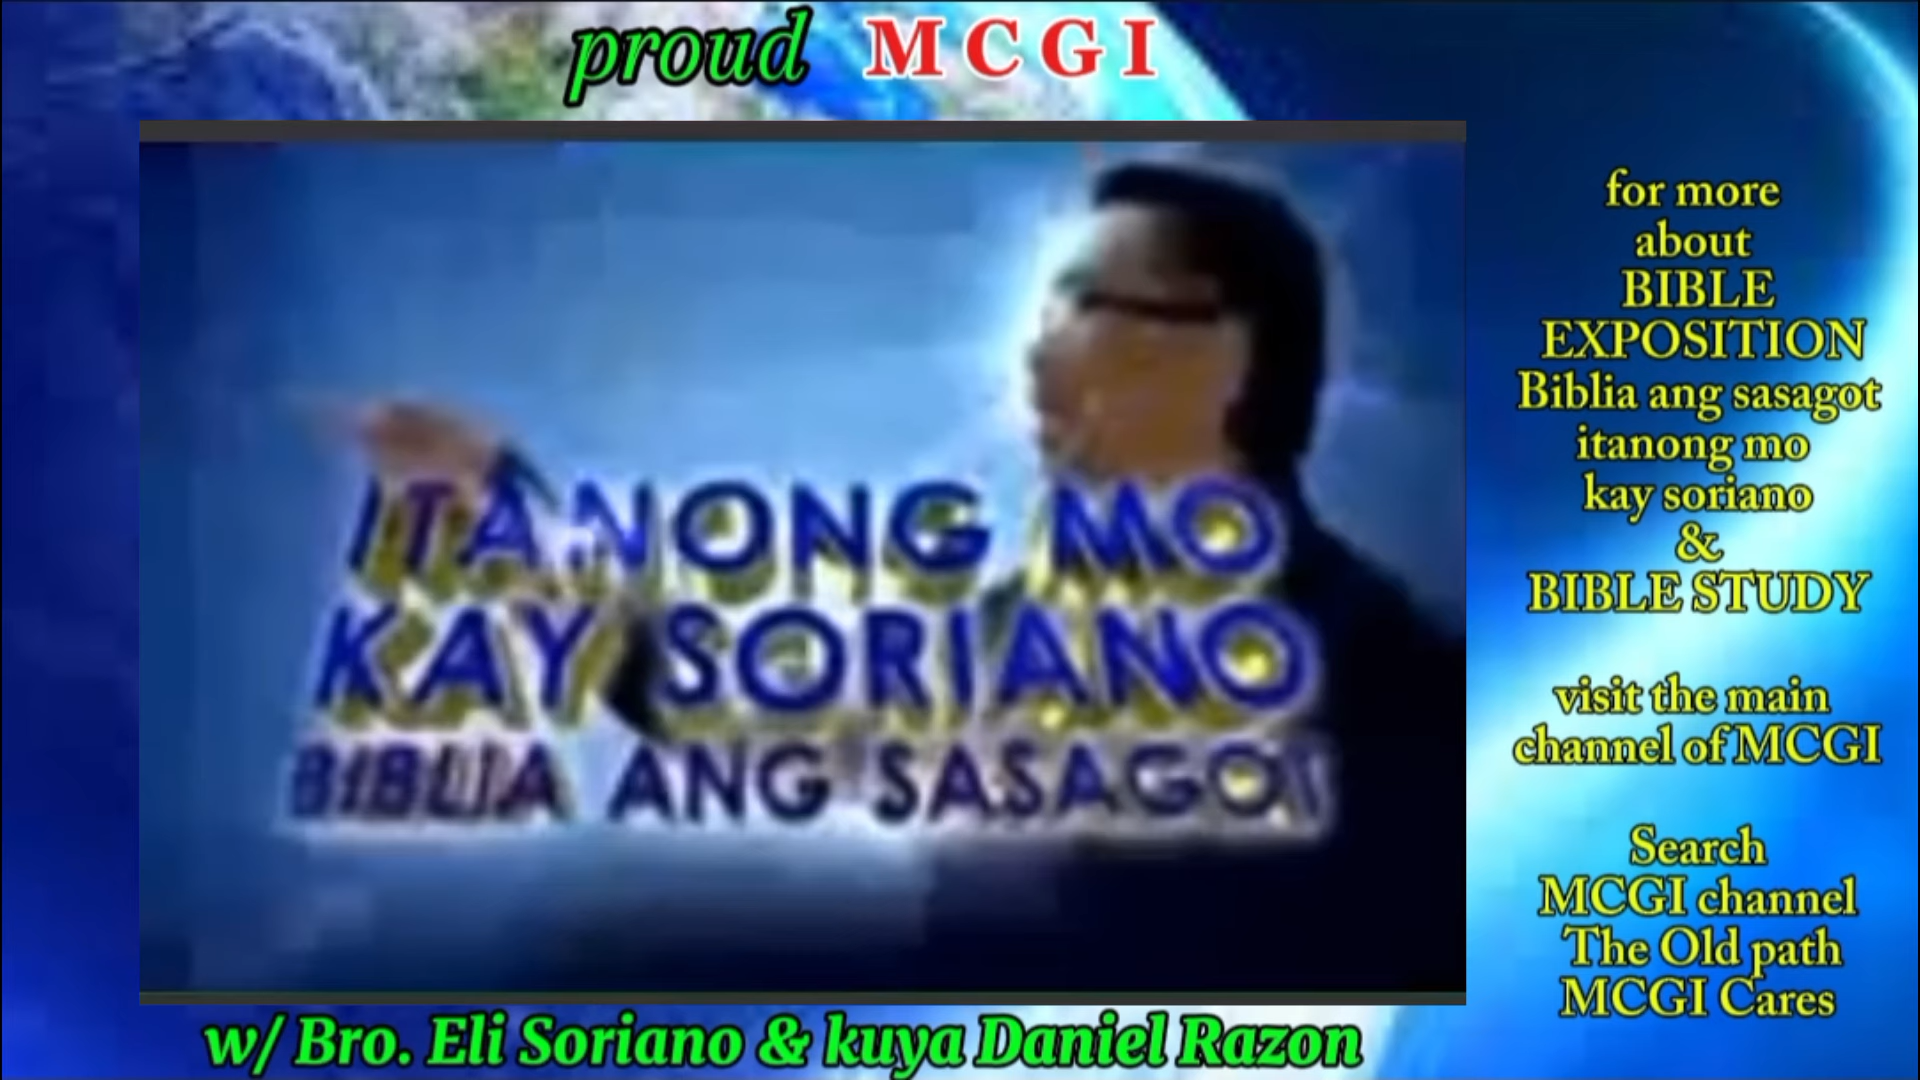 proud MCGI
ITANONG MO
KAY SORIANO
BIBLIA ANG SASAGOT
w/ Bro. Eli Soriano & kuya Daniel Razon
for more
about
BIBLE
EXPOSITION
Biblia ang sasagot
itanong mo
kay soriano
&
BIBLE STUDY
visit the main
channel of MCGI
Search
MCGI channel
The Old path
MCGI Cares